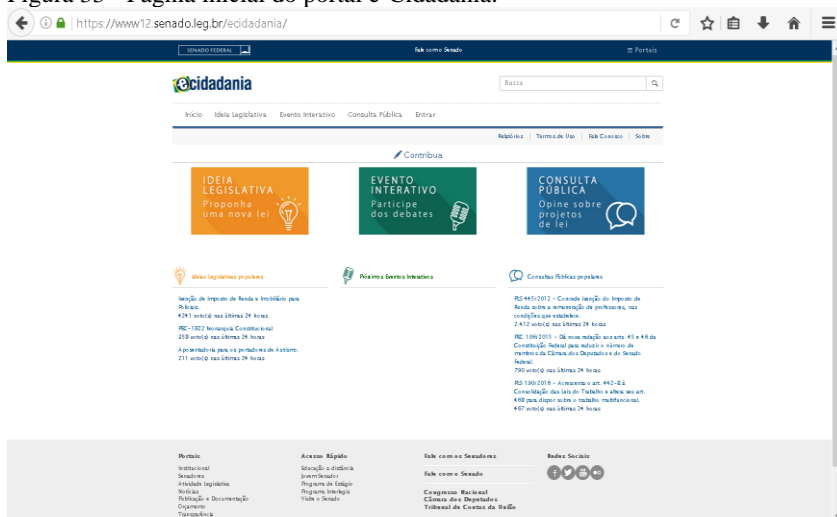 Figura 33 - Página inicial do portal e-Cidadania.
https://www12.senado.leg.br/ecidadania/
SENADO FEDERAL
Fale com o Senado
Portais
ecidadania
Busca
Início Ideia Legislativa Evento Interativo Consulta Pública Entrar
Relatórios Termos de Uso Fale Conosco Sobre
Contribua
IDEIA
LEGISLATIVA
Proponha
uma nova lei
EVENTO
INTERATIVO
Participe
dos debates
CONSULTA
PÚBLICA
Opine sobre
projetos
de lei
Ideias Legislativas populares
Isenção de Imposto de Renda e Imobiliário para
Policiais.
4241 voto(s) nas últimas 24 horas
PEC-1822 Monarquia Constitucional
253 voto(s) nas últimas 24 horas
Aposentadoria para os portadores de Autismo.
211 voto(s) nas últimas 24 horas
Próximos Eventos Interativos
Consultas Públicas populares
PLS 445/2012 - Concede isenção do Imposto de
Renda sobre a remuneração de professores, nas
condições que estabelece.
2.412 voto(s) nas últimas 24 horas
PEC 106/2015 - Dá nova redação aos arts. 45 e 46 da
Constituição Federal para reduzir o número de
membros da Câmara dos Deputados e do Senado
Federal.
790 voto(s) nas últimas 24 horas
PLS 190/2016 - Acrescenta o art. 442-B à
Consolidação das Leis do Trabalho e altera seu art.
468 para dispor sobre o trabalho multifuncional.
467 voto(s) nas últimas 24 horas
Portais
Institucional
Senadores
Atividade Legislativa
Notícias
Publicação e Documentação
Orçamento
Transparência
Acesso Rápido
Educação a distância
Jovem Senador
Programa de Estágio
Programa Interlegis
Visite o Senado
Fale com os Senadores
Fale com o Senado
Congresso Nacional
Câmara dos Deputados
Tribunal de Contas da União
Redes Sociais